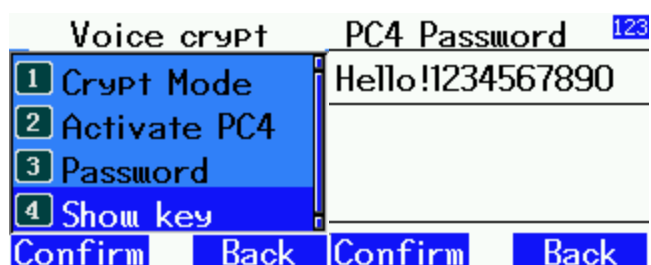 Voice crypt
1 Crypt Mode
2 Activate PC4
3 Password
4 Show key
Confirm Back
PC4 Password 123
Hello!1234567890
Confirm Back